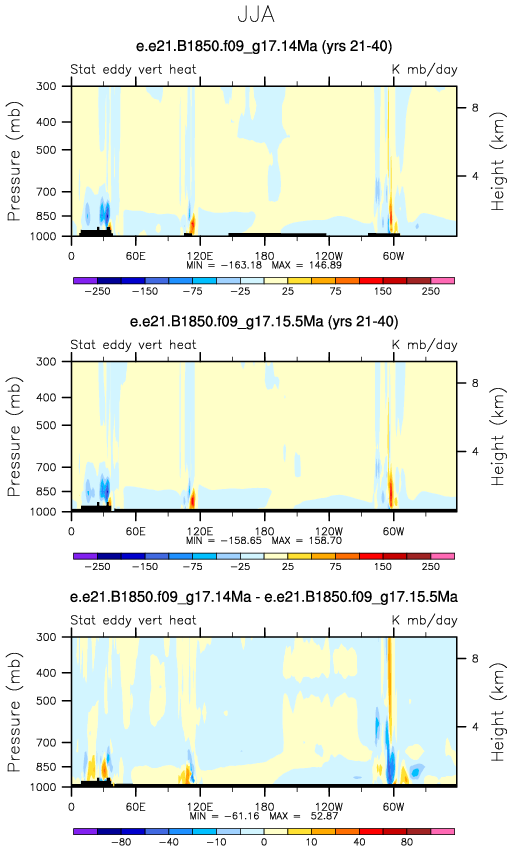 JJA
e.e21.B1850.f09_g17.14Ma (yrs 21-40)
Stat eddy vert heat K mb/day
300 400 500 700 850 1000
Pressure (mb)
8 4
Height (km)
0 60E 120E 180 120W 60W
MIN = -163.18 MAX = 146.89
-250 -150 -75 -25 25 75 150 250
e.e21.B1850.f09_g17.15.5Ma (yrs 21-40)
Stat eddy vert heat K mb/day
300 400 500 700 850 1000
Pressure (mb)
8 4
Height (km)
0 60E 120E 180 120W 60W
MIN = -158.65 MAX = 158.70
-250 -150 -75 -25 25 75 150 250
e.e21.B1850.f09_g17.14Ma - e.e21.B1850.f09_g17.15.5Ma
Stat eddy vert heat K mb/day
300 400 500 700 850 1000
Pressure (mb)
8 4
Height (km)
0 60E 120E 180 120W 60W
MIN = -61.16 MAX = 52.87
-80 -40 -10 0 10 40 80